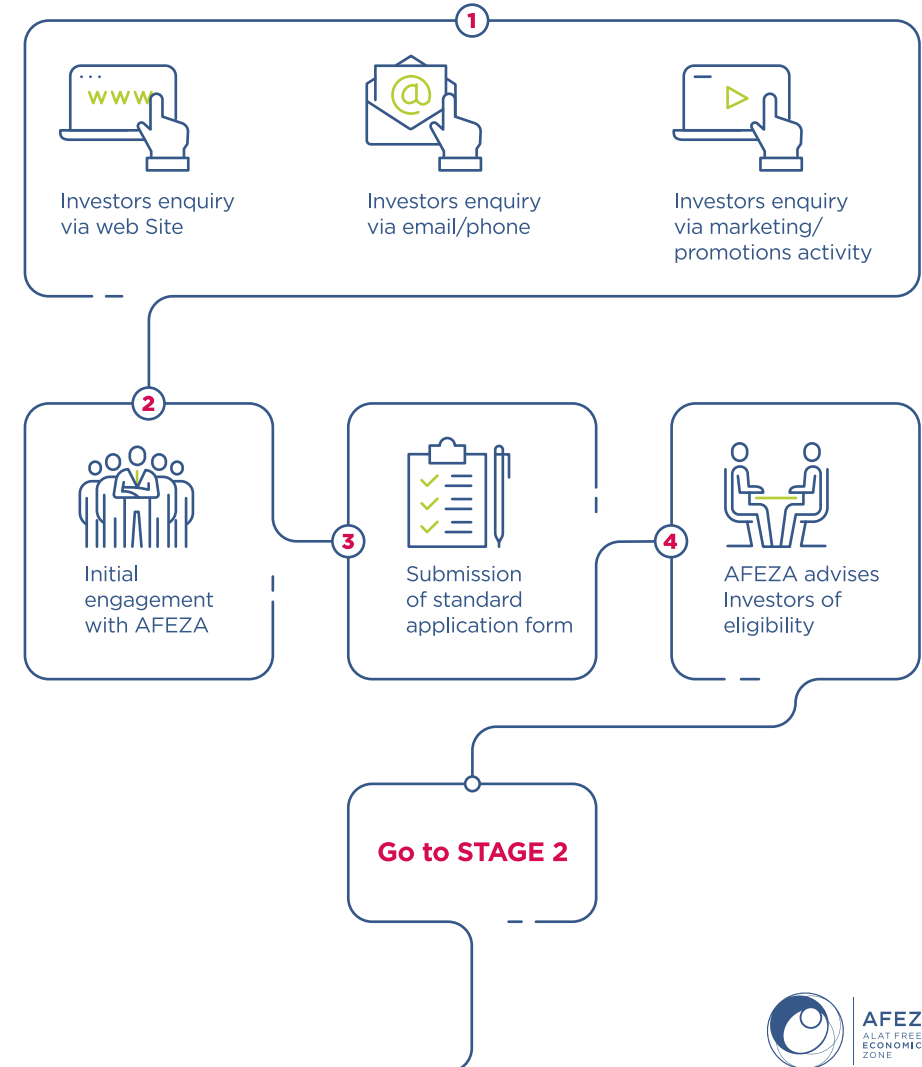 1
WWW
@
Investors enquiry
via web Site
Investors enquiry
via email/phone
Investors enquiry
via marketing/
promotions activity
2
3
4
Initial
engagement
with AFEZA
Submission
of standard
application form
AFEZA advises
Investors of
eligibility
Go to STAGE 2
AFEZ
ALAT FREE
ECONOMIC
ZONE